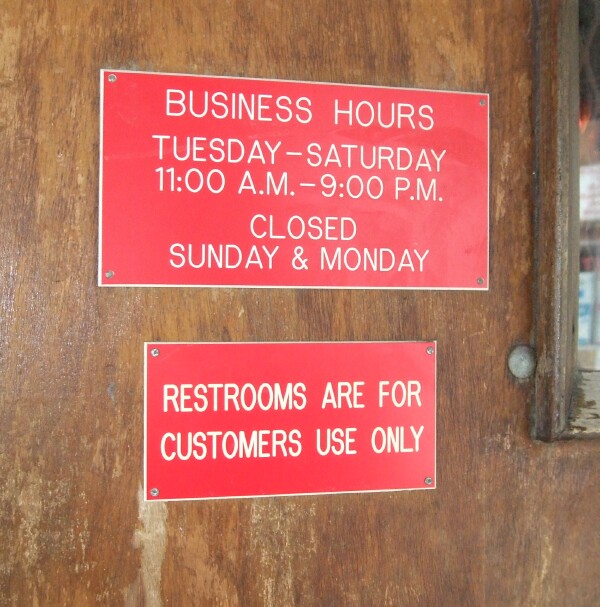 BUSINESS HOURS
TUESDAY–SATURDAY
11:00 A.M.–9:00 P.M.
CLOSED
SUNDAY & MONDAY
RESTROOMS ARE FOR
CUSTOMERS USE ONLY